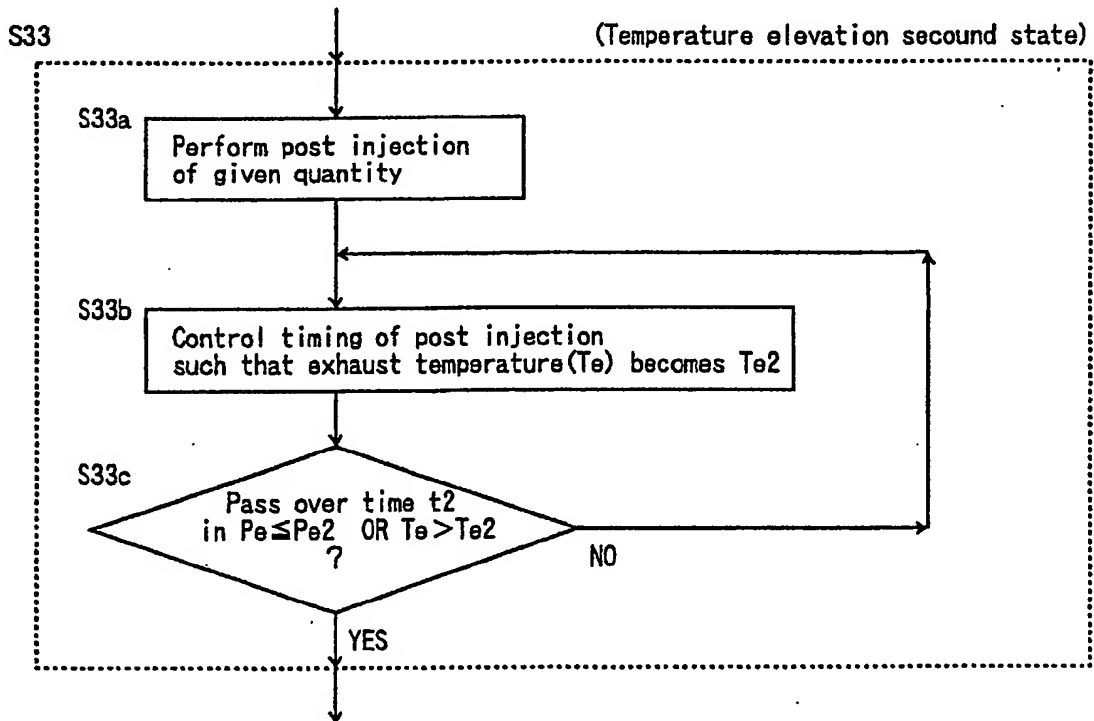 S33
(Temperature elevation secound state)
S33a
Perform post injection
of given quantity
S33b
Control timing of post injection
such that exhaust temperature(Te) becomes Te2
S33c
Pass over time t2
in Pe≦Pe2 OR Te>Te2
?
NO
YES